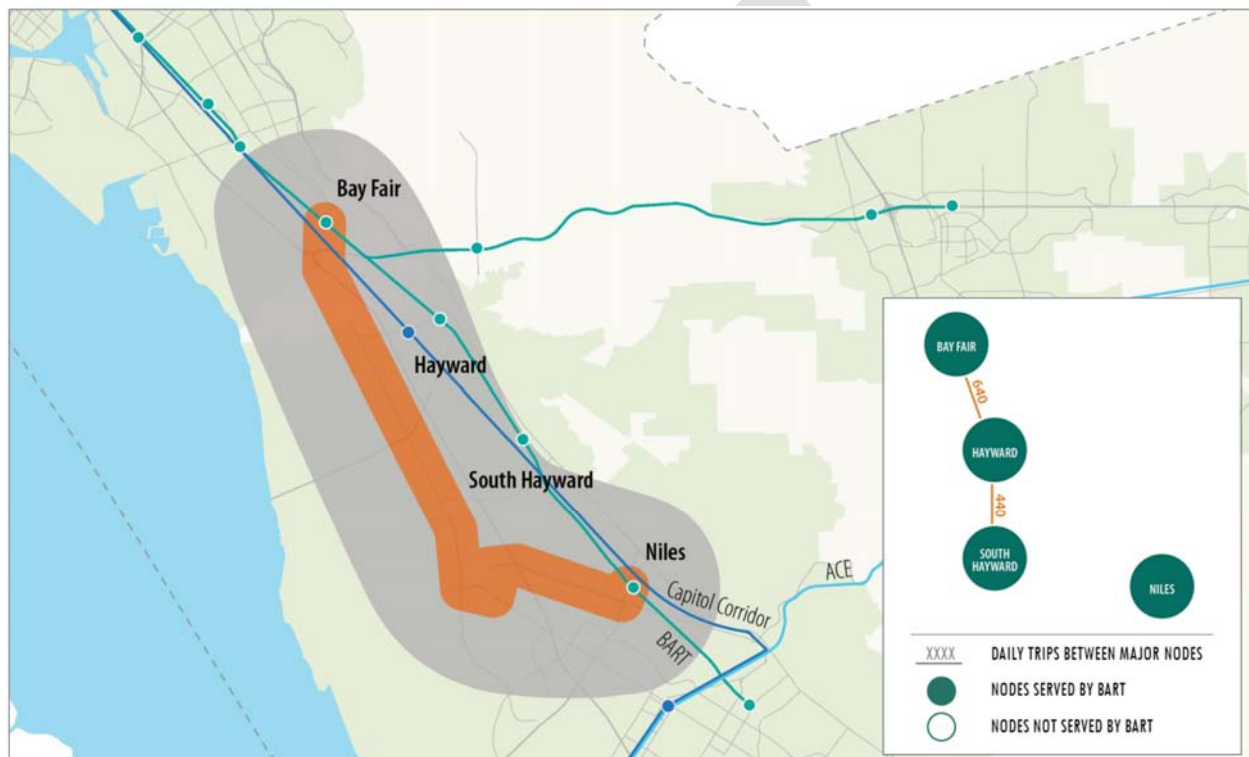 Bay Fair
Hayward
South Hayward
Niles
Capitol Corridor
ACE
BART
BAY FAIR
640
HAYWARD
440
SOUTH
HAYWARD
NILES
XXXX DAILY TRIPS BETWEEN MAJOR NODES
NODES SERVED BY BART
NODES NOT SERVED BY BART